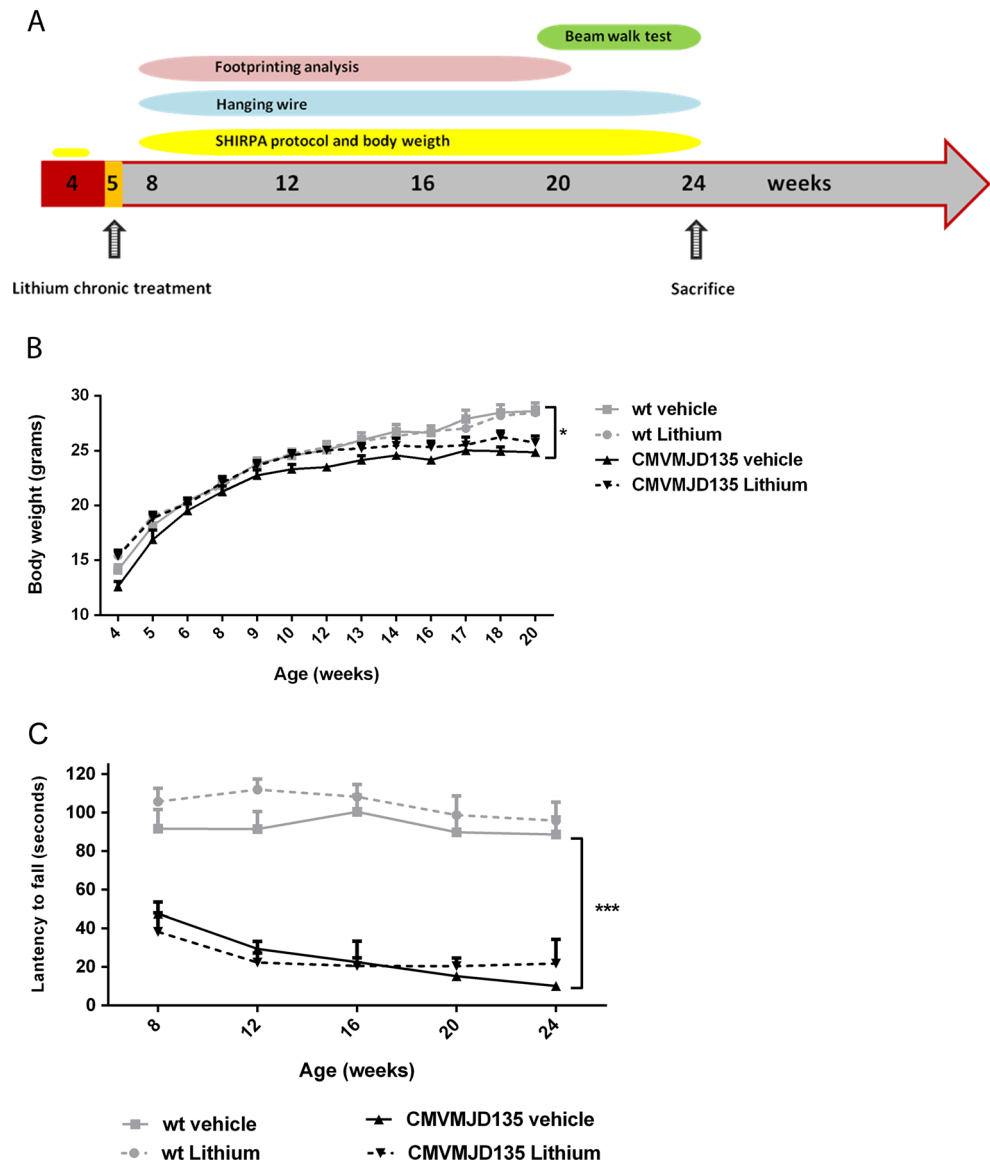 A
Beam walk test
Footprinting analysis
Hanging wire
SHIRPA protocol and body weigth
4 5 8 12 16 20 24 weeks
Lithium chronic treatment
Sacrifice
B
Body weight (grams)
30
25
20
15
10
4 5 6 8 9 10 12 13 14 16 17 18 20
Age (weeks)
*
wt vehicle
wt Lithium
CMVMJD135 vehicle
CMVMJD135 Lithium
C
Lantency to fall (seconds)
120
100
80
60
40
20
0
8 12 16 20 24
Age (weeks)
***
wt vehicle
wt Lithium
CMVMJD135 vehicle
CMVMJD135 Lithium